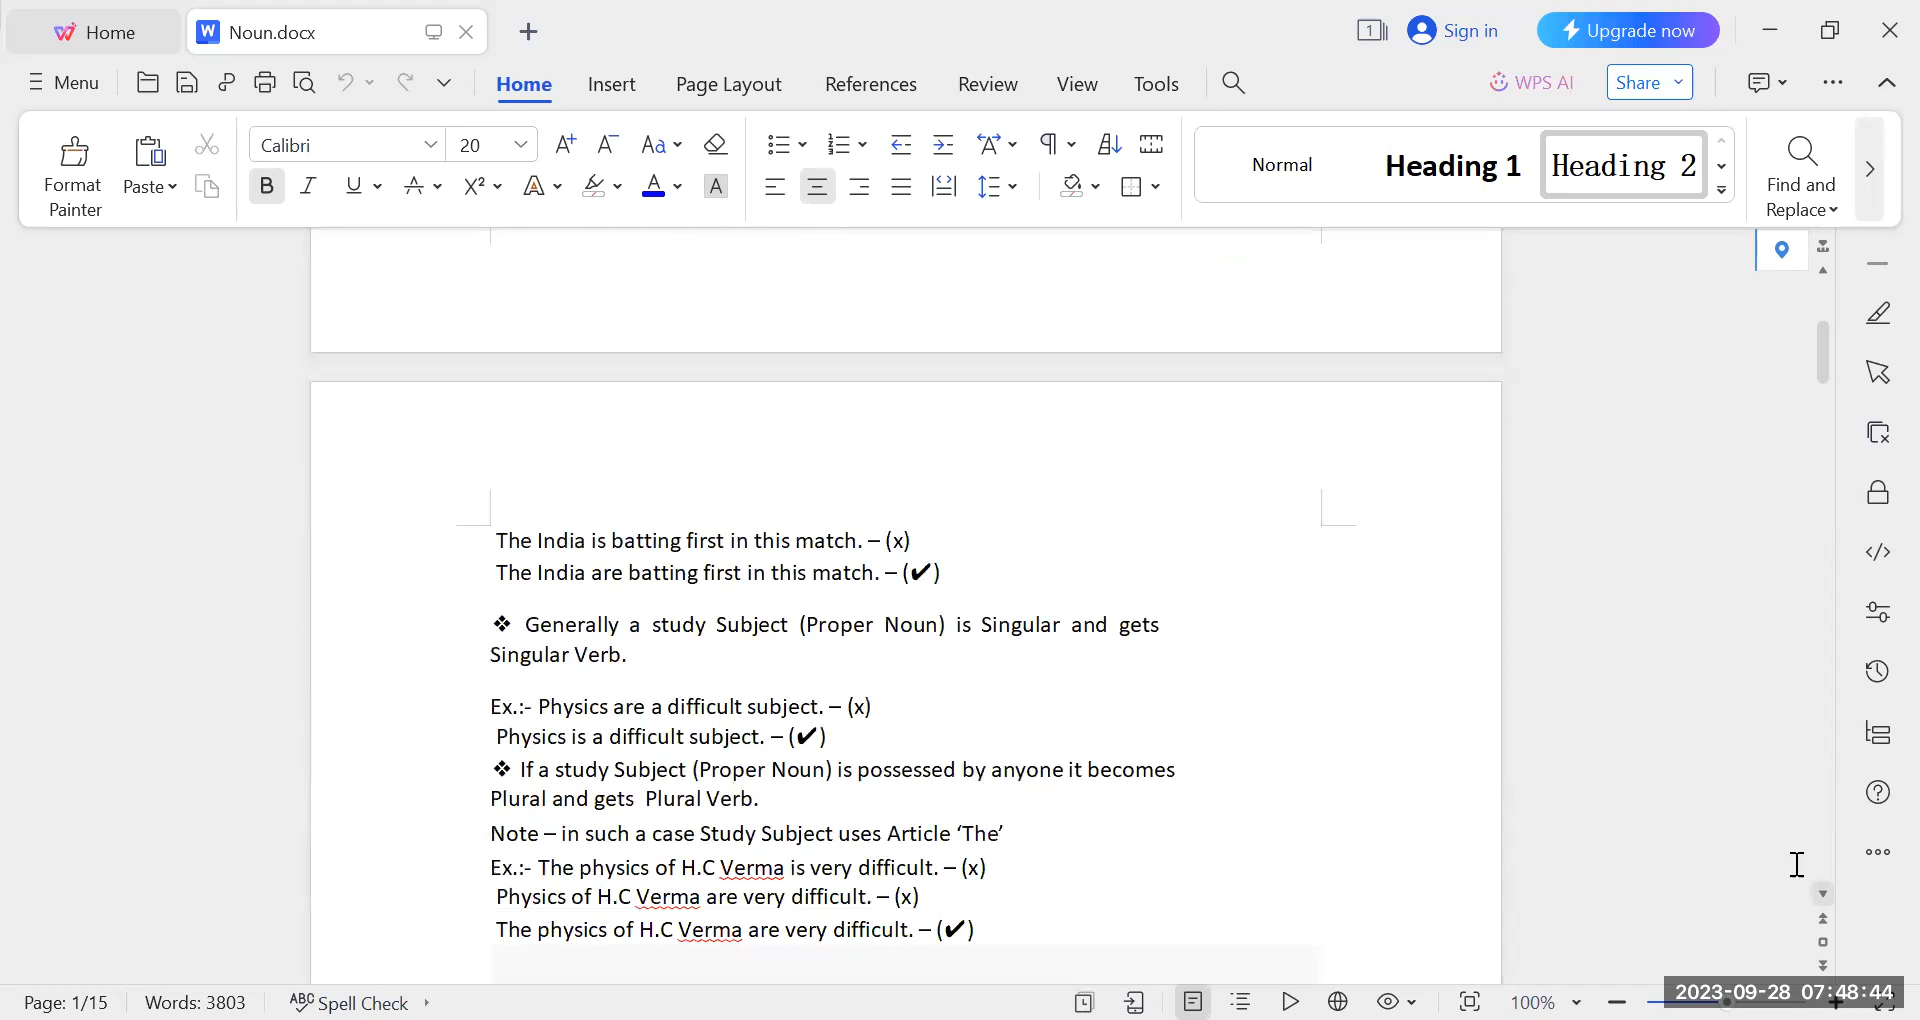 Home
Noun.docx
Sign in
Upgrade now
Menu
Home
Insert
Page Layout
References
Review
View
Tools
WPS AI
Share
Format
Painter
Paste
Calibri
20
Normal
Heading 1
Heading 2
Find and
Replace
The India is batting first in this match. – (x)
The India are batting first in this match. – (✔)
❖ Generally a study Subject (Proper Noun) is Singular and gets
Singular Verb.
Ex.:- Physics are a difficult subject. – (x)
Physics is a difficult subject. – (✔)
❖ If a study Subject (Proper Noun) is possessed by anyone it becomes
Plural and gets Plural Verb.
Note – in such a case Study Subject uses Article ‘The’
Ex.:- The physics of H.C Verma is very difficult. – (x)
Physics of H.C Verma are very difficult. – (x)
The physics of H.C Verma are very difficult. – (✔)
Page: 1/15
Words: 3803
ABC Spell Check
100%
2023-09-28 07:48:44